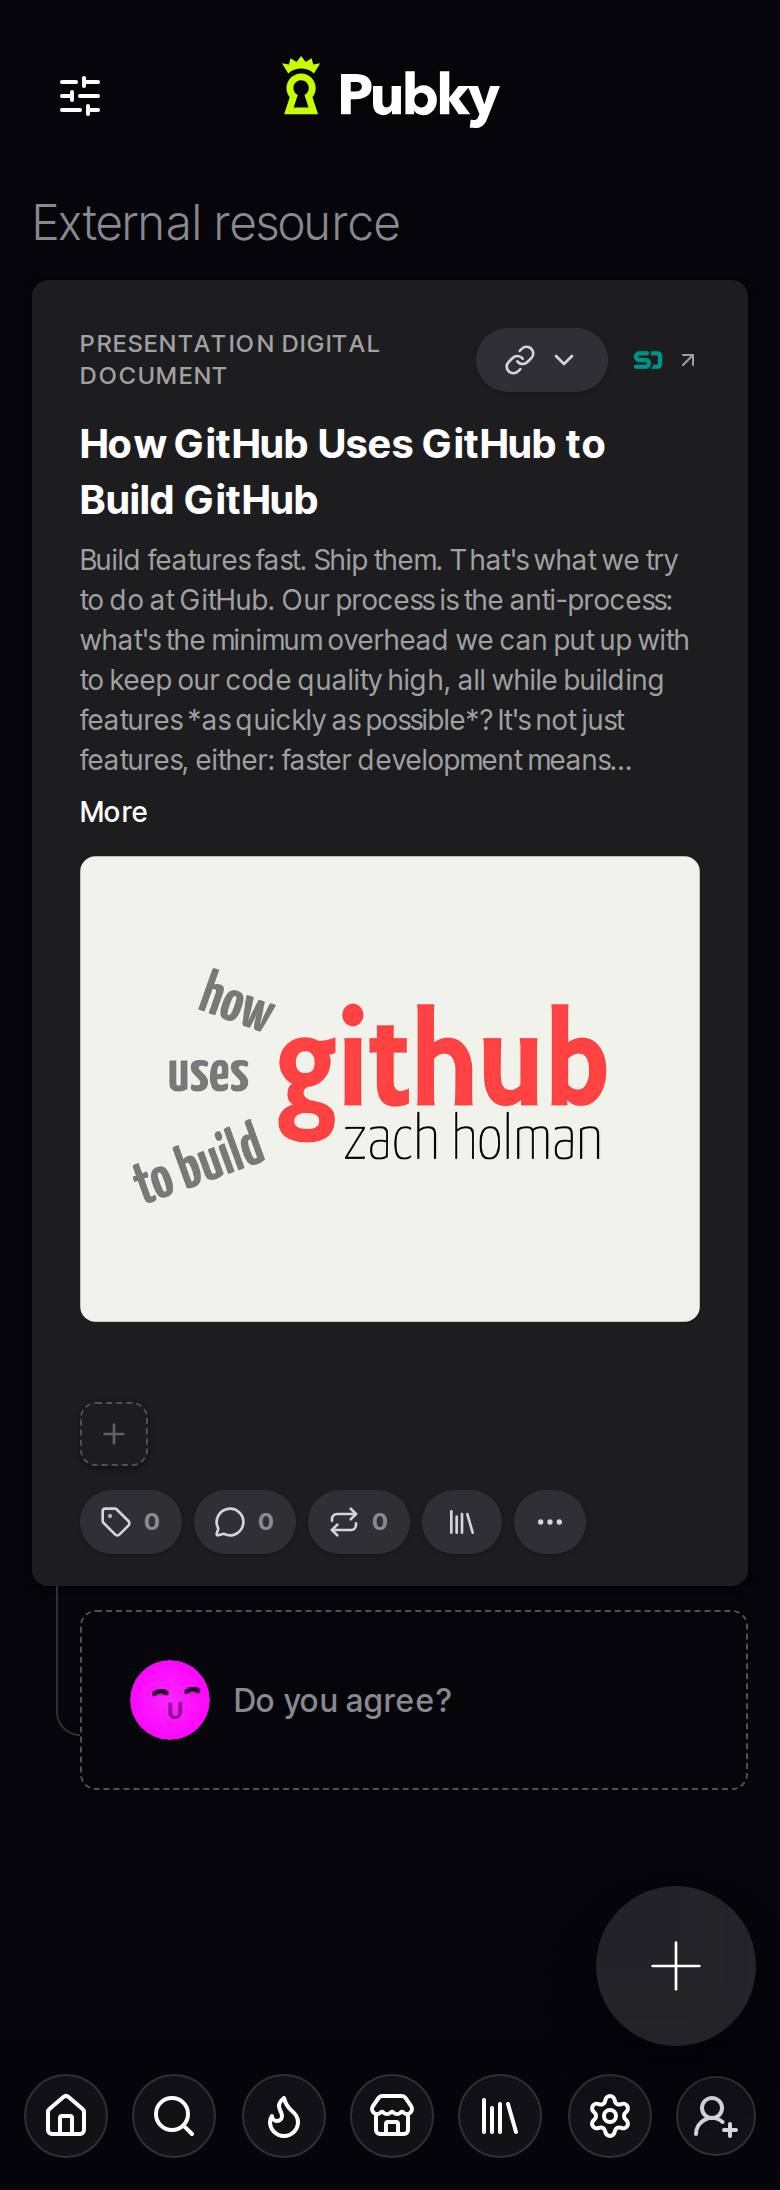 Pubky
External resource
PRESENTATION DIGITAL
DOCUMENT
How GitHub Uses GitHub to
Build GitHub
Build features fast. Ship them. That's what we try
to do at GitHub. Our process is the anti-process:
what's the minimum overhead we can put up with
to keep our code quality high, all while building
features *as quickly as possible*? It's not just
features, either: faster development means...
More
how
uses
to build
github
zach holman
0
0
0
Do you agree?